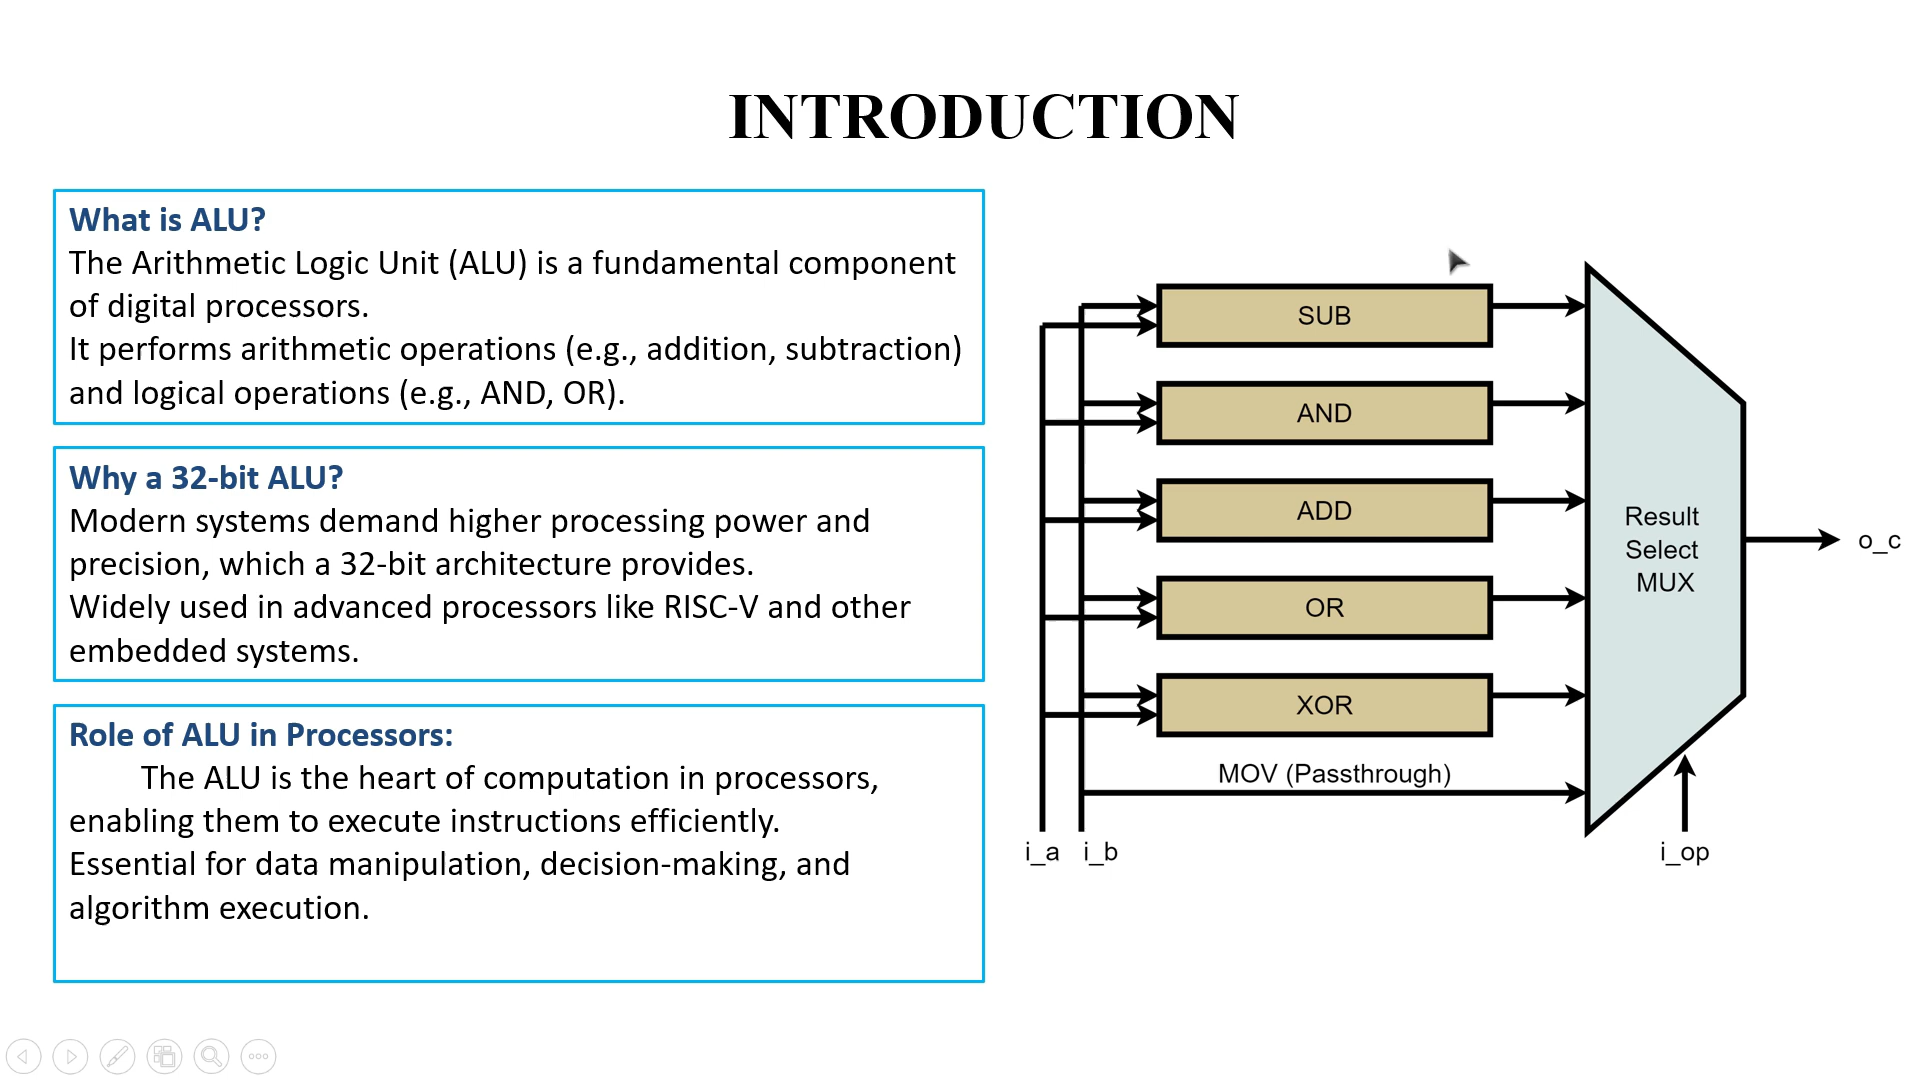 INTRODUCTION
What is ALU?
The Arithmetic Logic Unit (ALU) is a fundamental component
of digital processors.
It performs arithmetic operations (e.g., addition, subtraction)
and logical operations (e.g., AND, OR).
Why a 32-bit ALU?
Modern systems demand higher processing power and
precision, which a 32-bit architecture provides.
Widely used in advanced processors like RISC-V and other
embedded systems.
Role of ALU in Processors:
The ALU is the heart of computation in processors,
enabling them to execute instructions efficiently.
Essential for data manipulation, decision-making, and
algorithm execution.
SUB
AND
ADD
OR
XOR
MOV (Passthrough)
i_a
i_b
Result
Select
MUX
o_c
i_op